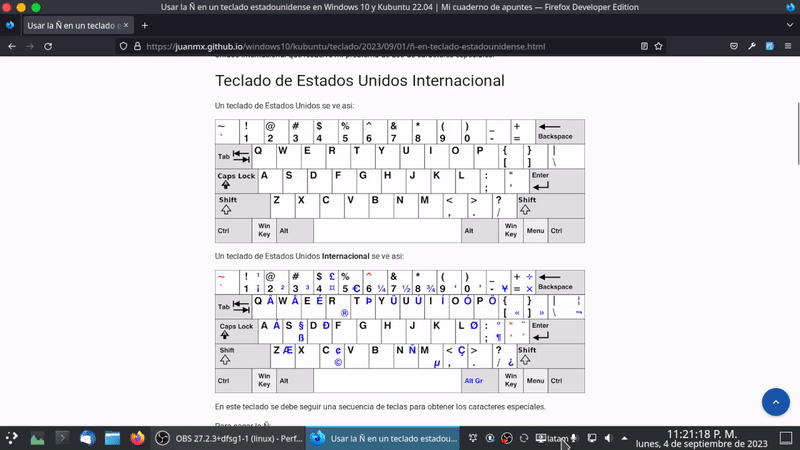 Usar la Ñ en un teclado estadounidense en Windows 10 y Kubuntu 22.04 | Mi cuaderno de apuntes — Firefox Developer Edition
Usar la Ñ en un teclado e
https://juanmx.github.io/windows10/kubuntu/teclado/2023/09/01/ñ-en-teclado-estadounidense.html
Teclado de Estados Unidos Internacional
Un teclado de Estados Unidos se ve asi:
~ ! @ # $ % ^ & * ( ) _ +
` 1 2 3 4 5 6 7 8 9 0 - = Backspace
Tab Q W E R T Y U I O P { } |
[ ] \
Caps Lock A S D F G H J K L : " Enter
; '
Shift Z X C V B N M < > ? Shift
, . /
Ctrl Win Key Alt Alt Win Key Menu Ctrl
Un teclado de Estados Unidos Internacional se ve asi:
~ ! ¹ @ # $ £ % ^ & * ( ) _ + ÷
` 1 ¡ 2 ² 3 ³ 4 ¤ 5 € 6 ¼ 7 ½ 8 ¾ 9 ‘ 0 ’ - ¥ = × Backspace
Tab Q Ä W Å E É R T Þ Y Ü U Ú I Í O Ó P Ö { } | ¦
® [ « ] » \ ¬
Caps Lock A Á S § D Ð F G H J K L Ø : ° " ¨ Enter
ß ; ¶ ' ´
Shift Z Æ X C ¢ V B N Ñ M < Ç > ? Shift
© µ , . / ¿
Ctrl Win Key Alt Alt Gr Win Key Menu Ctrl
En este teclado se debe seguir una secuencia de teclas para obtener los caracteres especiales.
OBS 27.2.3+dfsg1-1 (linux) - Perf...
Usar la Ñ en un teclado estadou...
latam
11:21:18 P. M.
lunes, 4 de septiembre de 2023